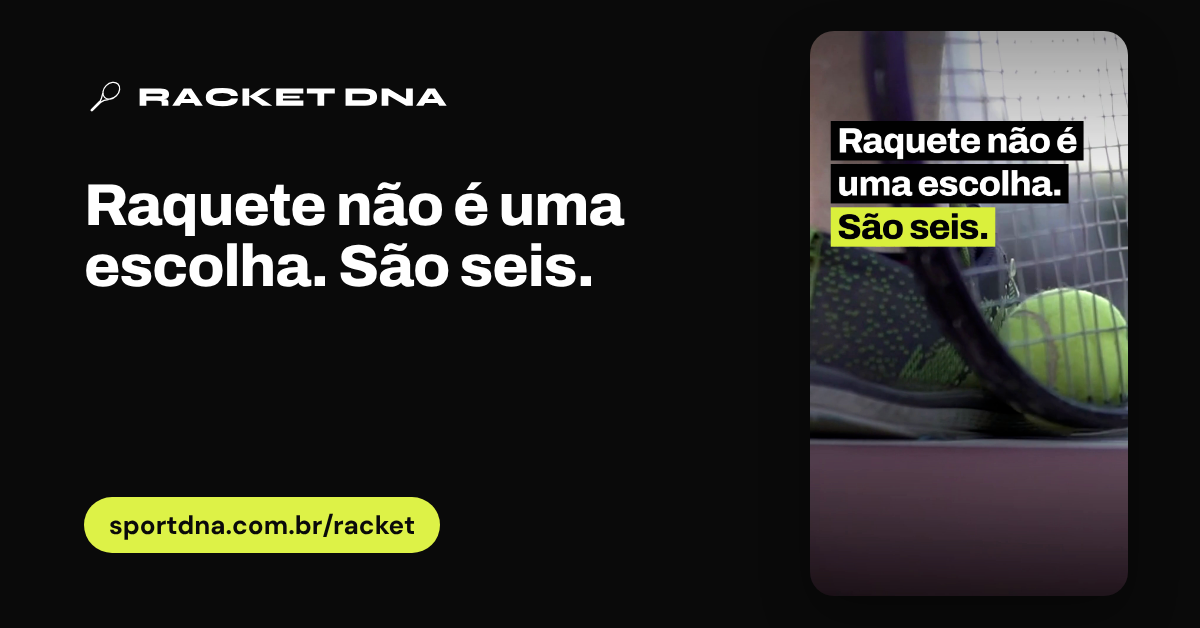 RACKET DNA
Raquete não é uma
escolha. São seis.
sportdna.com.br/racket
Raquete não é
uma escolha.
São seis.